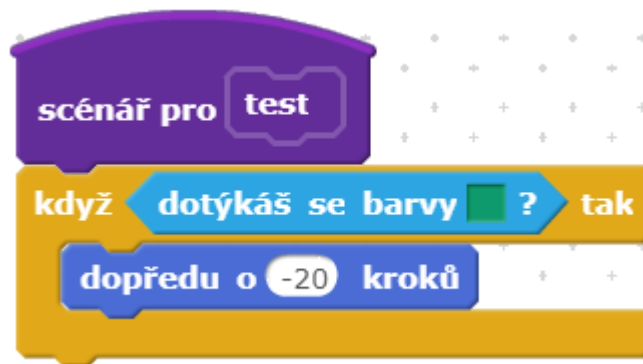 scénář pro test
když dotýkáš se barvy ? tak
dopředu o -20 kroků